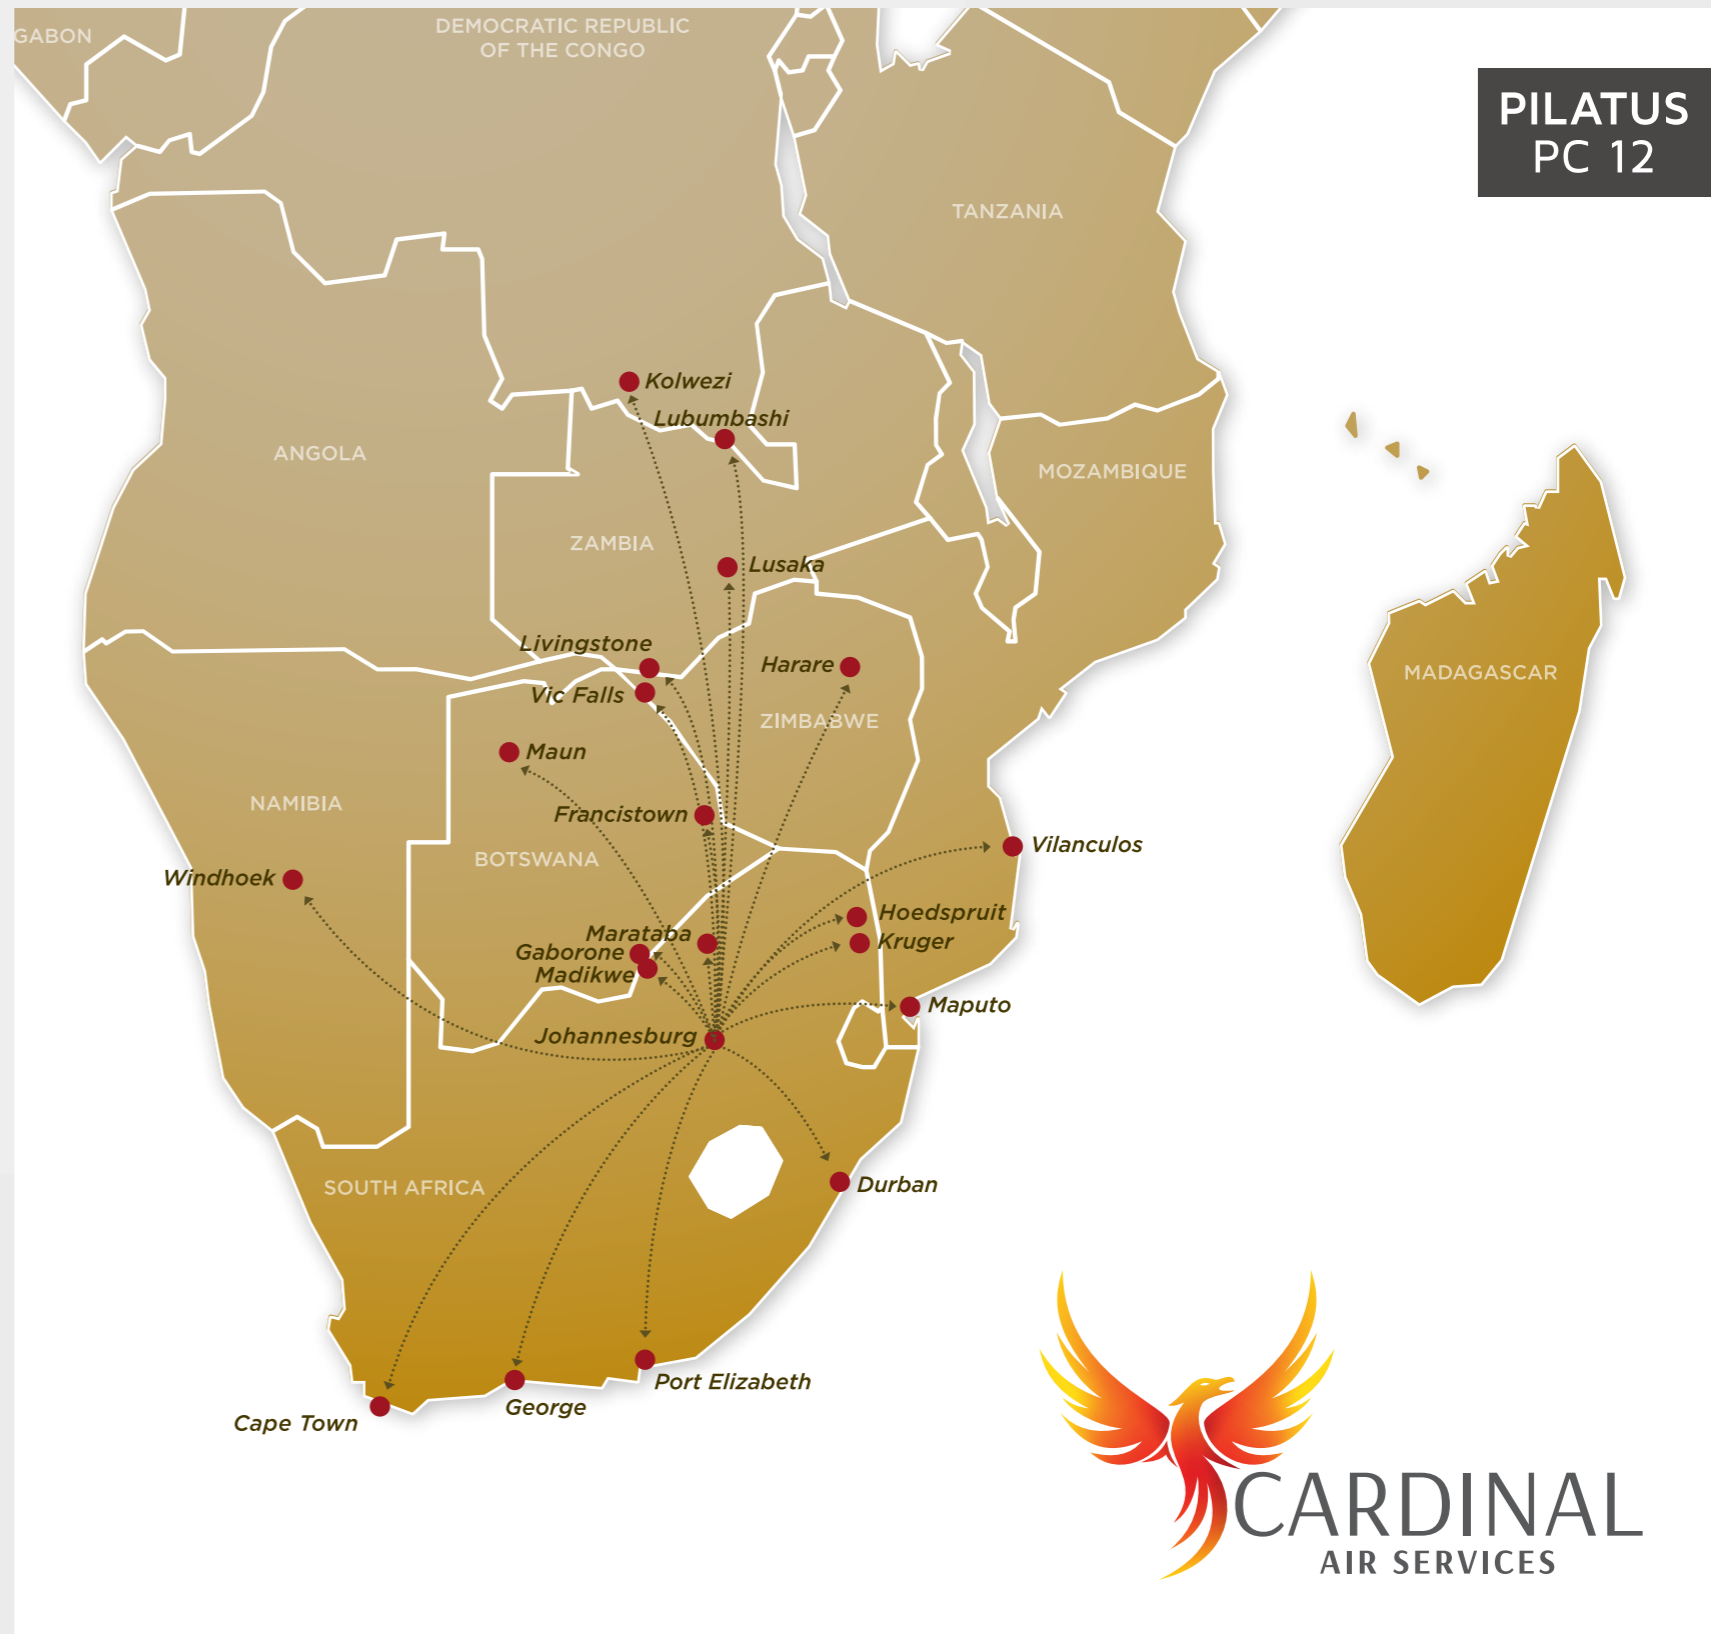 GABON
DEMOCRATIC REPUBLIC
OF THE CONGO
PILATUS
PC 12
TANZANIA
Kolwezi
Lubumbashi
ANGOLA
MOZAMBIQUE
ZAMBIA
Lusaka
Livingstone
Harare
MADAGASCAR
Vic Falls
ZIMBABWE
Maun
NAMIBIA
Francistown
Vilanculos
BOTSWANA
Windhoek
Hoedspruit
Marataba
Kruger
Gaborone
Madikwe
Maputo
Johannesburg
Durban
SOUTH AFRICA
Port Elizabeth
George
Cape Town
CARDINAL
AIR SERVICES